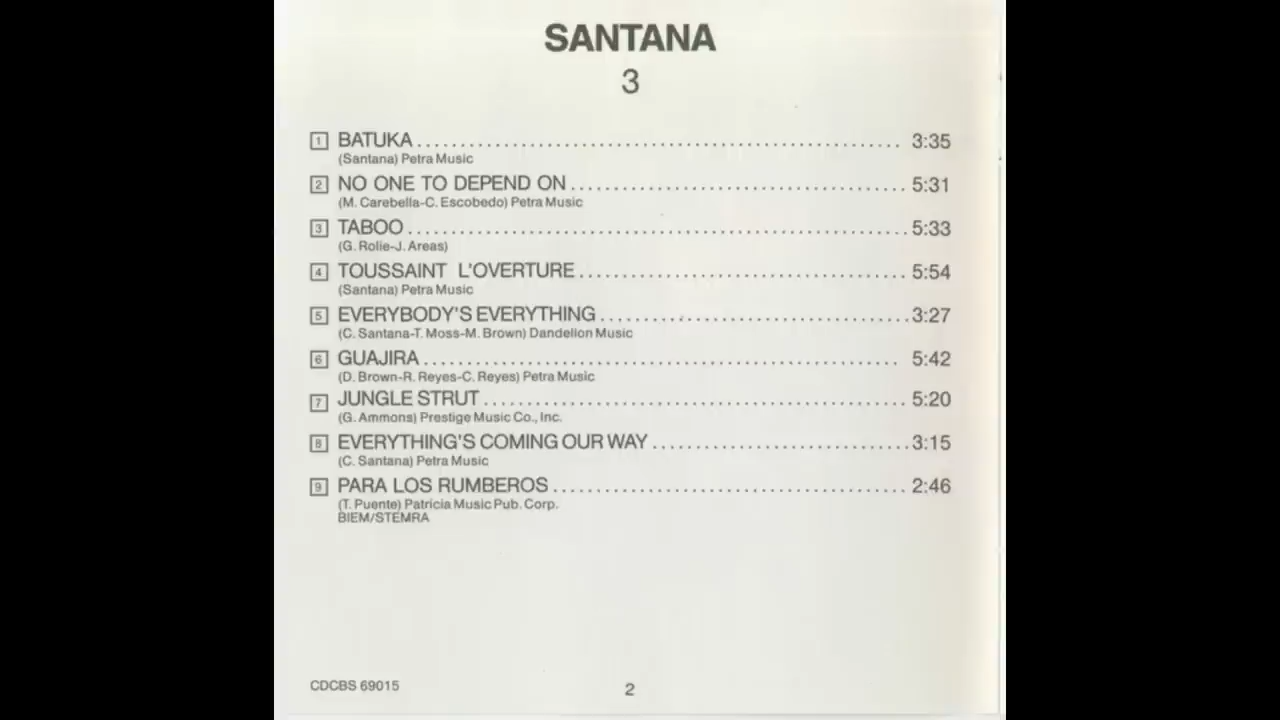 SANTANA
3
1 BATUKA 3:35
(Santana) Petra Music
2 NO ONE TO DEPEND ON 5:31
(M. Carebella-C. Escobedo) Petra Music
3 TABOO 5:33
(G. Rolie-J. Areas)
4 TOUSSAINT L'OVERTURE 5:54
(Santana) Petra Music
5 EVERYBODY'S EVERYTHING 3:27
(C. Santana-T. Moss-M. Brown) Dandelion Music
6 GUAJIRA 5:42
(D. Brown-R. Reyes-C. Reyes) Petra Music
7 JUNGLE STRUT 5:20
(G. Ammons) Prestige Music Co., Inc.
8 EVERYTHING'S COMING OUR WAY 3:15
(C. Santana) Petra Music
9 PARA LOS RUMBEROS 2:46
(T. Puente) Patricia Music Pub. Corp.
BIEM/STEMRA
CDCBS 69015
2